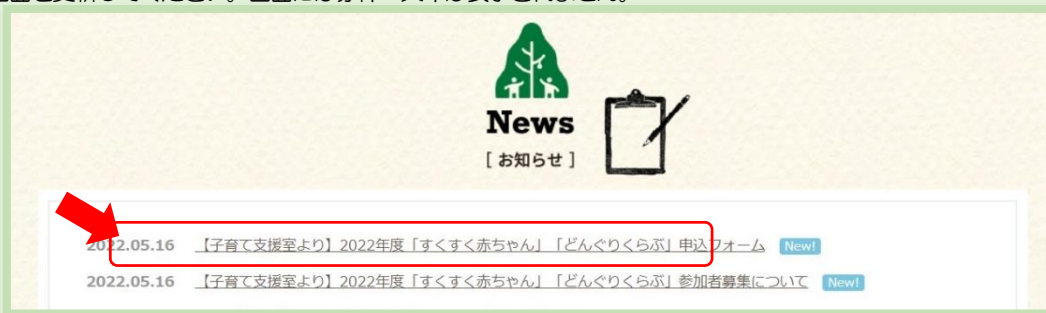 News
[ お知らせ ]
2022.05.16 【子育て支援室より】2022年度「すくすく赤ちゃん」「どんぐりくらぶ」申込フォーム New!
2022.05.16 【子育て支援室より】2022年度「すくすく赤ちゃん」「どんぐりくらぶ」参加者募集について New!